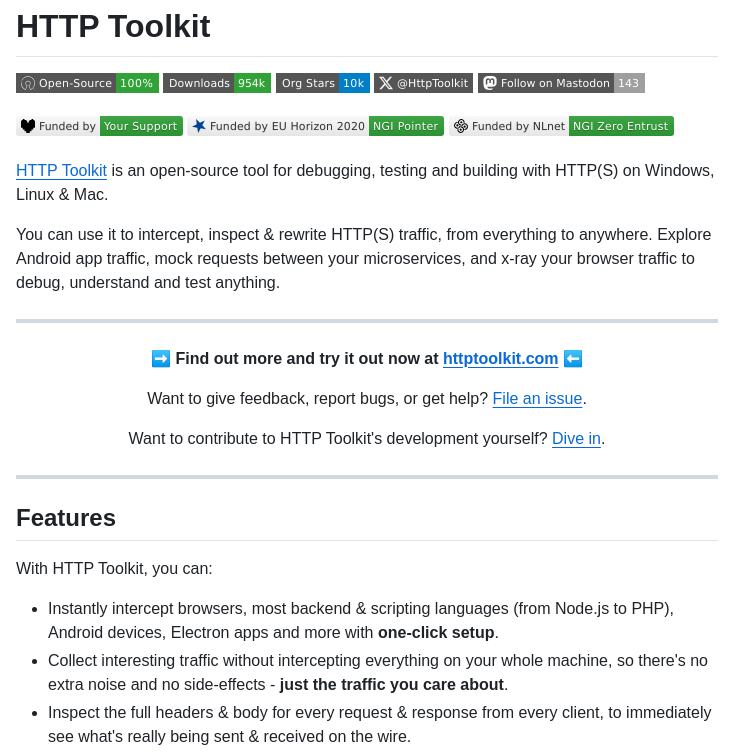 HTTP Toolkit
Open-Source 100% Downloads 954k Org Stars 10k @HttpToolkit Follow on Mastodon 143
Funded by Your Support Funded by EU Horizon 2020 NGI Pointer Funded by NLnet NGI Zero Entrust
HTTP Toolkit is an open-source tool for debugging, testing and building with HTTP(S) on Windows,
Linux & Mac.
You can use it to intercept, inspect & rewrite HTTP(S) traffic, from everything to anywhere. Explore
Android app traffic, mock requests between your microservices, and x-ray your browser traffic to
debug, understand and test anything.
➡️ Find out more and try it out now at httptoolkit.com ⬅️
Want to give feedback, report bugs, or get help? File an issue.
Want to contribute to HTTP Toolkit's development yourself? Dive in.
Features
With HTTP Toolkit, you can:
• Instantly intercept browsers, most backend & scripting languages (from Node.js to PHP),
Android devices, Electron apps and more with one-click setup.
• Collect interesting traffic without intercepting everything on your whole machine, so there's no
extra noise and no side-effects - just the traffic you care about.
• Inspect the full headers & body for every request & response from every client, to immediately
see what's really being sent & received on the wire.